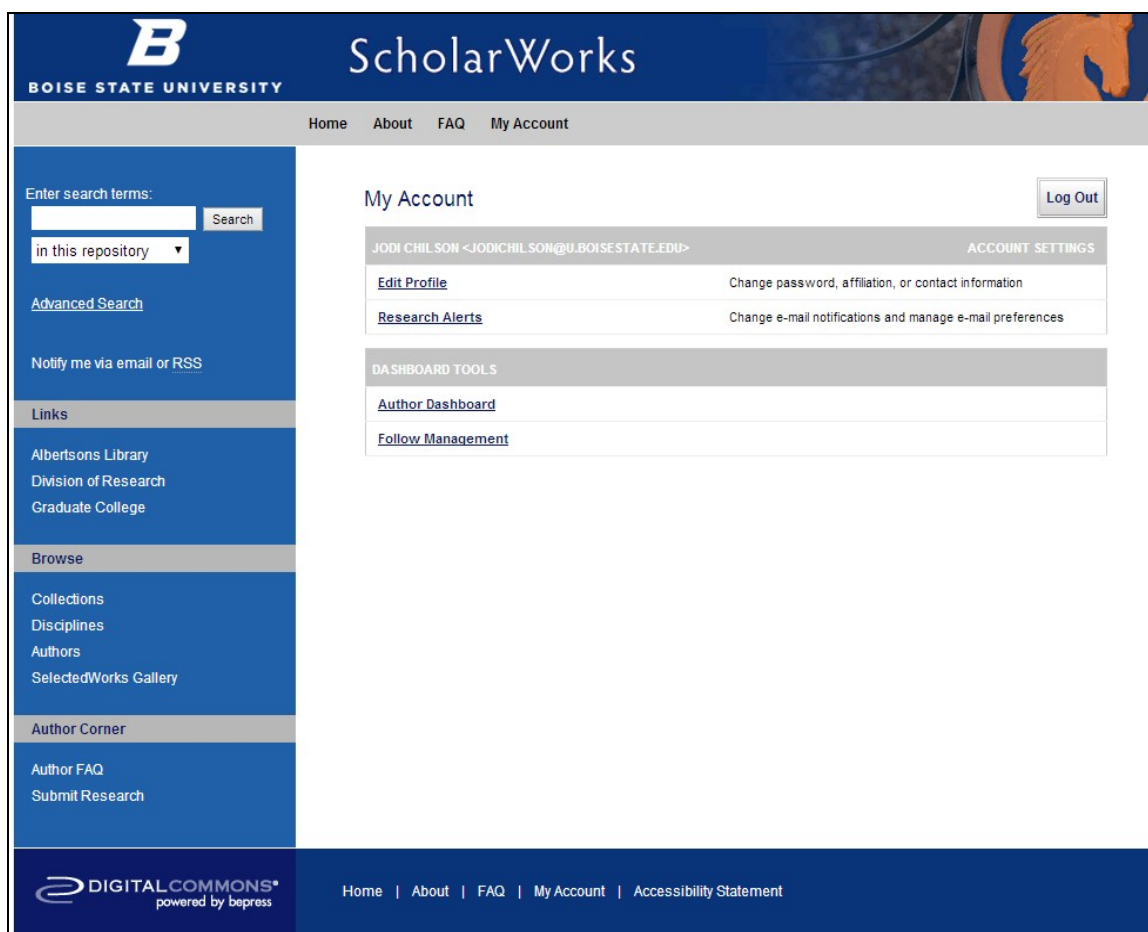 B
BOISE STATE UNIVERSITY
ScholarWorks
Home About FAQ My Account
Enter search terms:
Search
in this repository
Advanced Search
Notify me via email or RSS
Links
Albertsons Library
Division of Research
Graduate College
Browse
Collections
Disciplines
Authors
SelectedWorks Gallery
Author Corner
Author FAQ
Submit Research
My Account
Log Out
JODI CHILSON <JODICHILSON@U.BOISESTATE.EDU> ACCOUNT SETTINGS
Edit Profile Change password, affiliation, or contact information
Research Alerts Change e-mail notifications and manage e-mail preferences
DASHBOARD TOOLS
Author Dashboard
Follow Management
DIGITALCOMMONS®
powered by bepress
Home | About | FAQ | My Account | Accessibility Statement